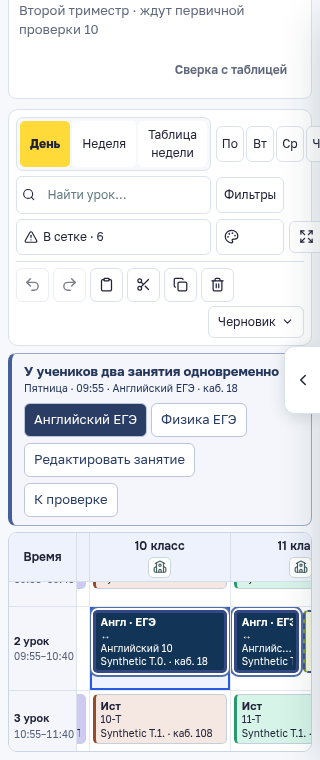 Второй триместр · ждут первичной
проверки 10
Сверка с таблицей
День
Неделя
Таблица
недели
По
Вт
Ср
Найти урок...
Фильтры
В сетке · 6
Черновик
У учеников два занятия одновременно
Пятница · 09:55 · Английский ЕГЭ · каб. 18
Английский ЕГЭ
Физика ЕГЭ
Редактировать занятие
К проверке
Время
10 класс
11 кла
2 урок
09:55–10:40
Англ · ЕГЭ
↔
Английский 10
Synthetic T.0. · каб. 18
Англ · ЕГЭ
↔
Английс...
Synthetic T
3 урок
10:55–11:40
Ист
10-Т
Synthetic T.1. · каб. 108
Ист
11-Т
Synthetic T.1. ·